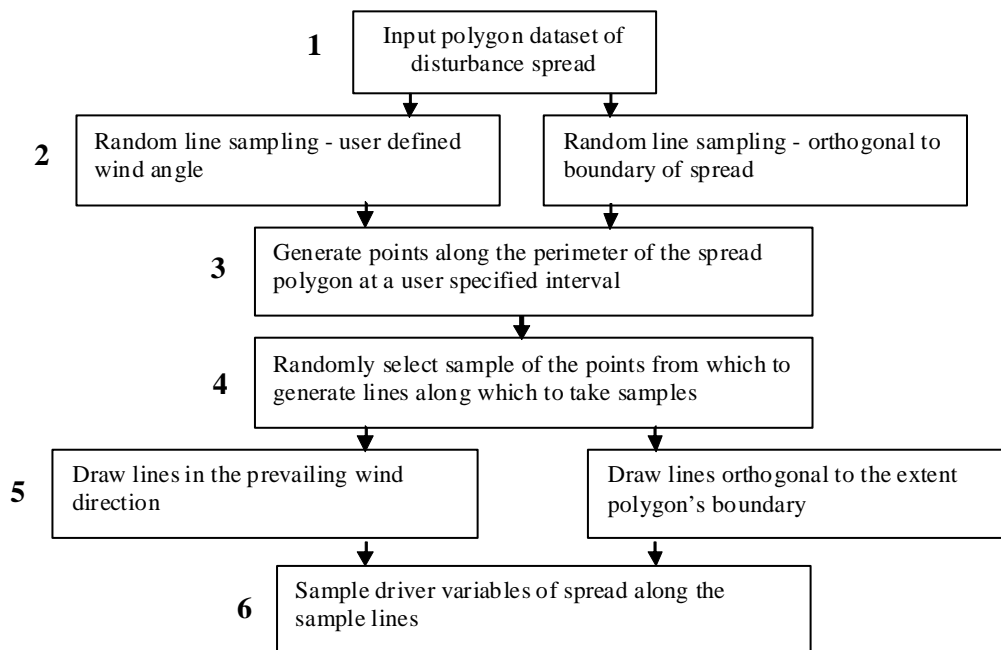 1
Input polygon dataset of
disturbance spread
2
Random line sampling - user defined
wind angle
Random line sampling - orthogonal to
boundary of spread
3
Generate points along the perimeter of the spread
polygon at a user specified interval
4
Randomly select sample of the points from which to
generate lines along which to take samples
5
Draw lines in the prevailing wind
direction
Draw lines orthogonal to the extent
polygon's boundary
6
Sample driver variables of spread along the
sample lines